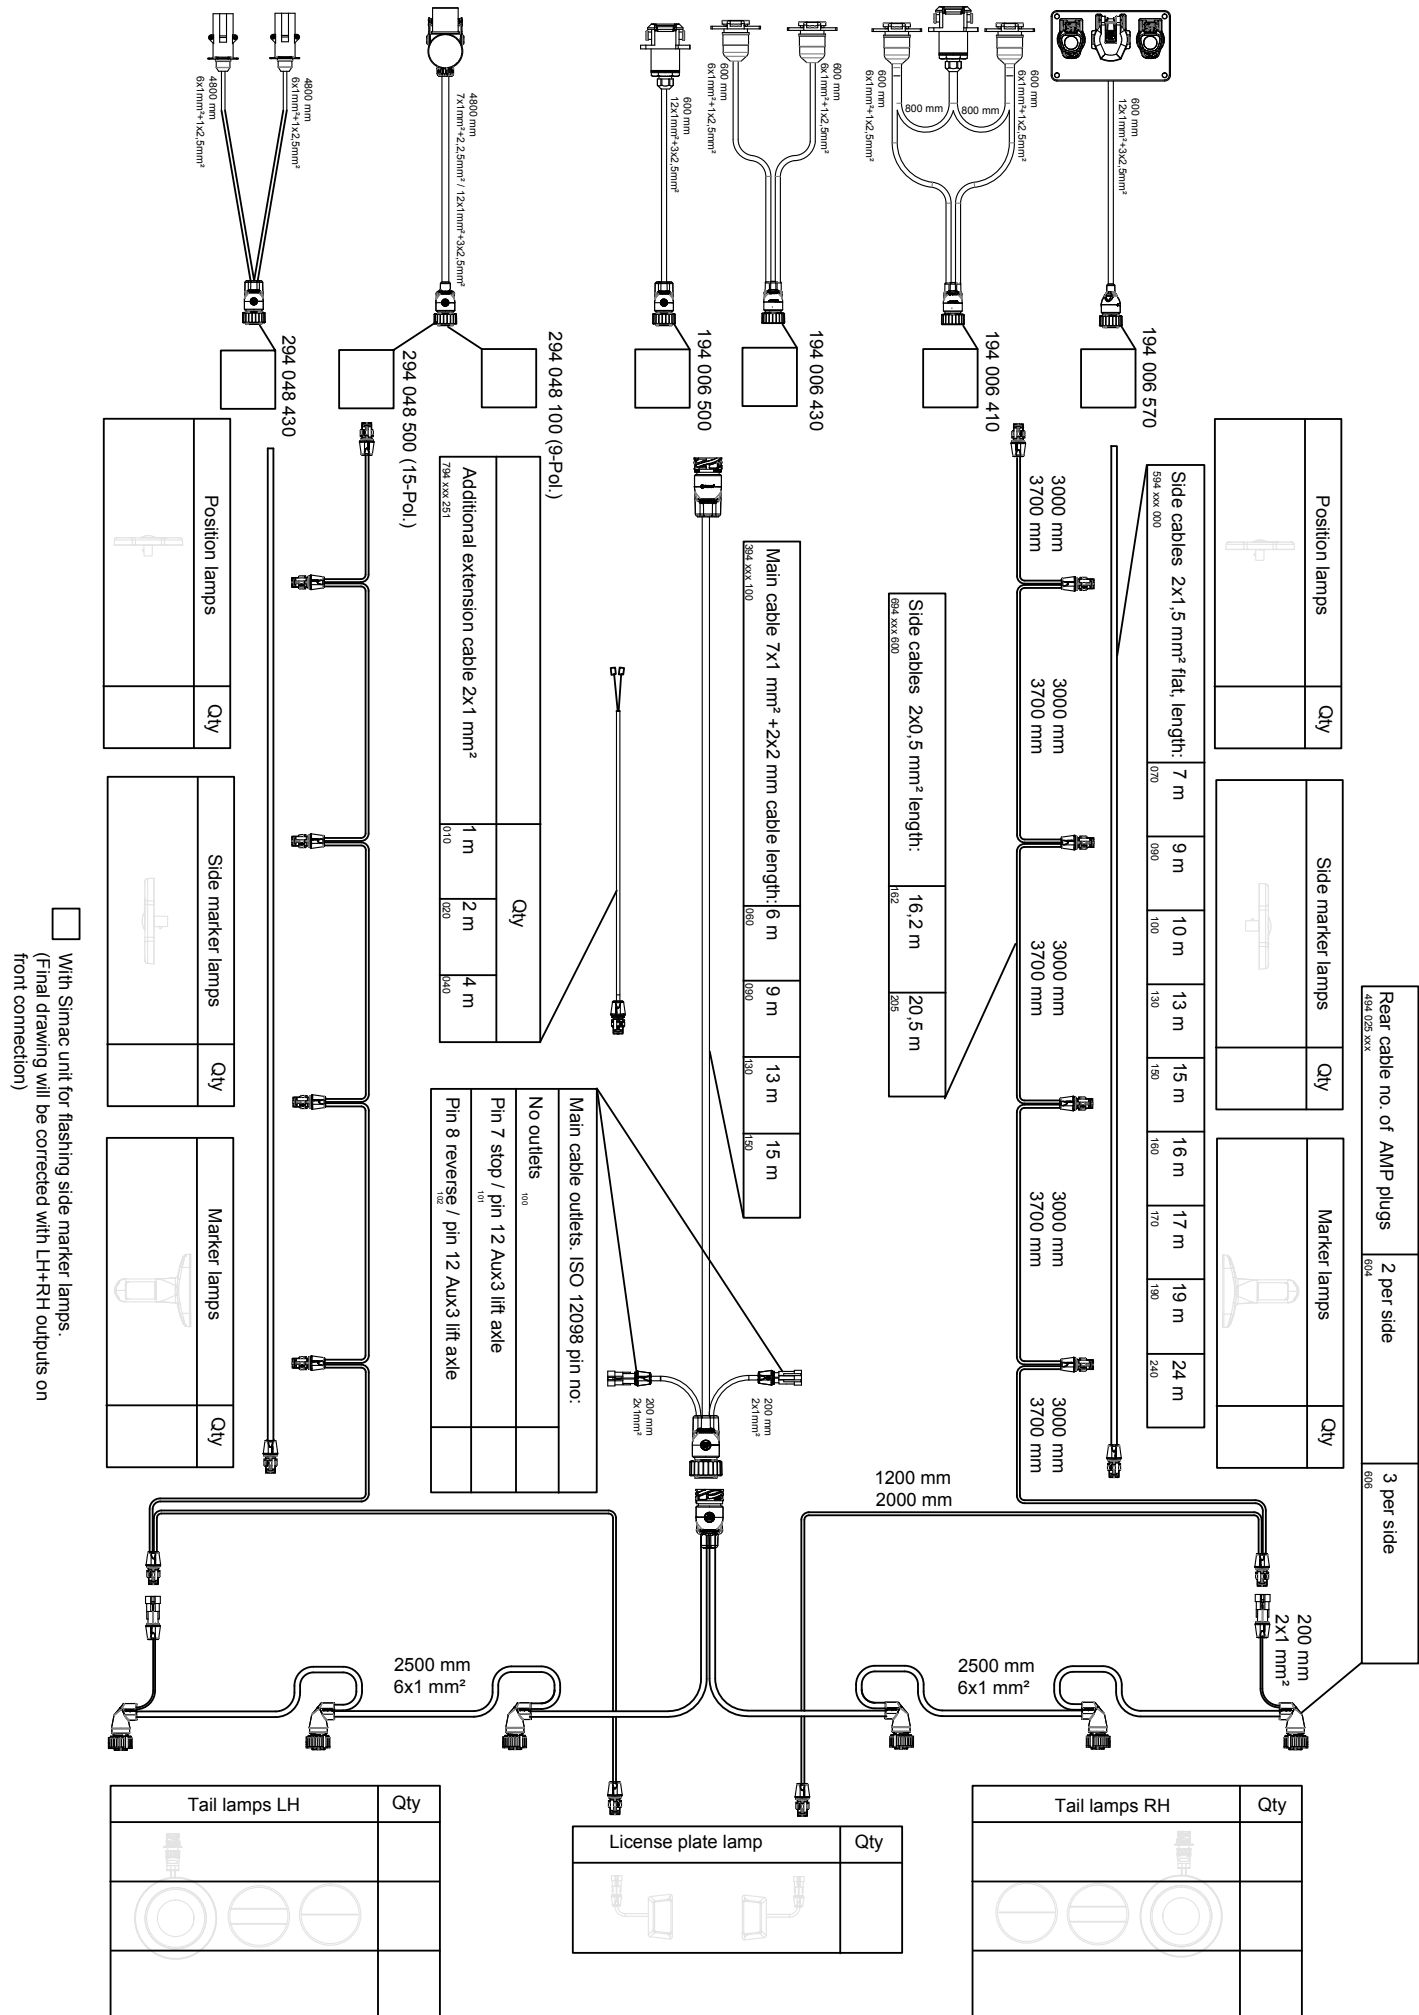 600 mm
12x1mm²+3x2,5mm²
194 006 570
600 mm
6x1mm²+1x2,5mm²
800 mm
800 mm
600 mm
6x1mm²+1x2,5mm²
194 006 410
600 mm
6x1mm²+1x2,5mm²
600 mm
6x1mm²+1x2,5mm²
194 006 430
600 mm
12x1mm²+3x2,5mm²
194 006 500
4800 mm
7x1mm²+2,2,5mm² / 12x1mm²+3x2,5mm²
294 048 100 (9-Pol.)
294 048 500 (15-Pol.)
4800 mm
6x1mm²+1x2,5mm²
4800 mm
6x1mm²+1x2,5mm²
294 048 430
Rear cable no. of AMP plugs
494 025 xxx
2 per side
604
3 per side
606
Position lamps
Qty
Side marker lamps
Qty
Marker lamps
Qty
Side cables 2x1,5 mm² flat, length:
594 xxx 000
7 m
070
9 m
090
10 m
100
13 m
130
15 m
150
16 m
160
17 m
170
19 m
190
24 m
240
3000 mm
3700 mm
3000 mm
3700 mm
3000 mm
3700 mm
3000 mm
3700 mm
3000 mm
3700 mm
Side cables 2x0,5 mm² length:
694 xxx 600
16,2 m
162
20,5 m
205
Main cable 7x1 mm² +2x2 mm cable length:
394 xxx 100
6 m
060
9 m
090
13 m
130
15 m
150
Additional extension cable 2x1 mm²
794 xxx 251
Qty
1 m
010
2 m
020
4 m
040
Main cable outlets. ISO 12098 pin no:
No outlets
100
Pin 7 stop / pin 12 Aux3 lift axle
101
Pin 8 reverse / pin 12 Aux3 lift axle
102
200 mm
2x1mm²
200 mm
2x1mm²
Position lamps
Qty
Side marker lamps
Qty
Marker lamps
Qty
With Simac unit for flashing side marker lamps.
(Final drawing will be corrected with LH+RH outputs on
front connection)
1200 mm
2000 mm
200 mm
2x1 mm²
2500 mm
6x1 mm²
2500 mm
6x1 mm²
Tail lamps LH
Qty
License plate lamp
Qty
Tail lamps RH
Qty